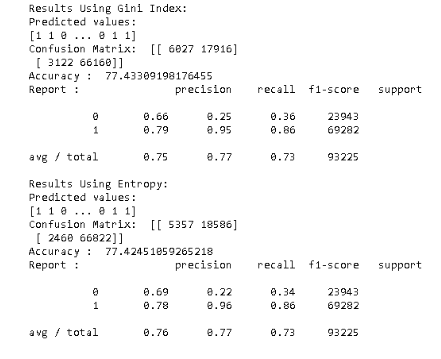 Results Using Gini Index:
Predicted values:
[1 1 0 ... 0 1 1]
Confusion Matrix:  [[ 6027 17916]
 [ 3122 66160]]
Accuracy :  77.43309198176455
Report :               precision    recall  f1-score   support
0       0.66      0.25      0.36     23943
1       0.79      0.95      0.86     69282
avg / total       0.75      0.77      0.73     93225
Results Using Entropy:
Predicted values:
[1 1 0 ... 0 1 1]
Confusion Matrix:  [[ 5357 18586]
 [ 2460 66822]]
Accuracy :  77.42451059265218
Report :               precision    recall  f1-score   support
0       0.69      0.22      0.34     23943
1       0.78      0.96      0.86     69282
avg / total       0.76      0.77      0.73     93225